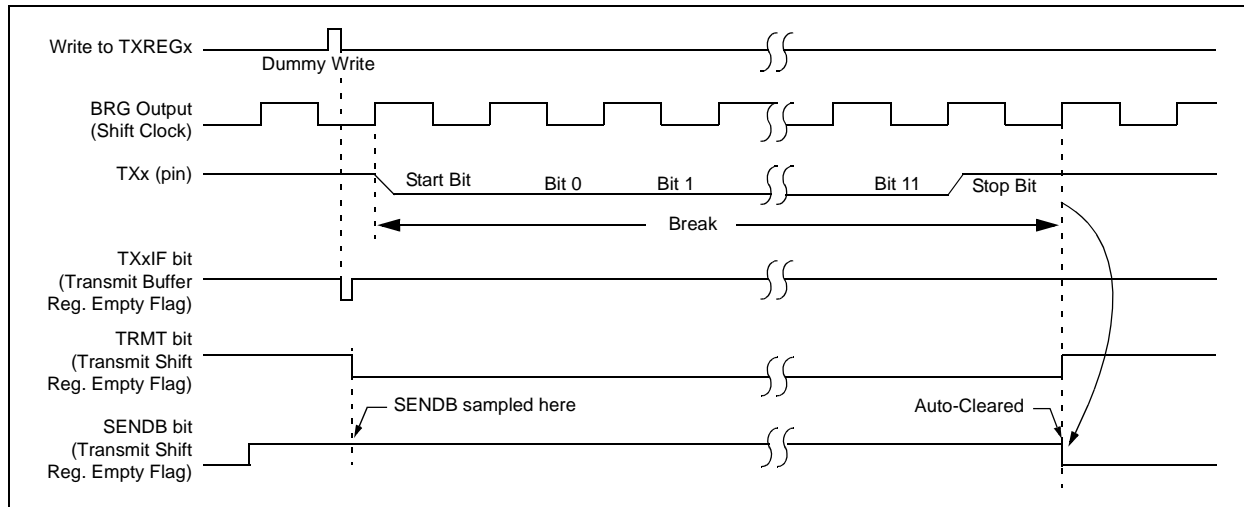 Write to TXREGx
Dummy Write
BRG Output
(Shift Clock)
TXx (pin)
Start Bit
Bit 0
Bit 1
Bit 11
Stop Bit
Break
TXxIF bit
(Transmit Buffer
Reg. Empty Flag)
TRMT bit
(Transmit Shift
Reg. Empty Flag)
SENDB sampled here
Auto-Cleared
SENDB bit
(Transmit Shift
Reg. Empty Flag)